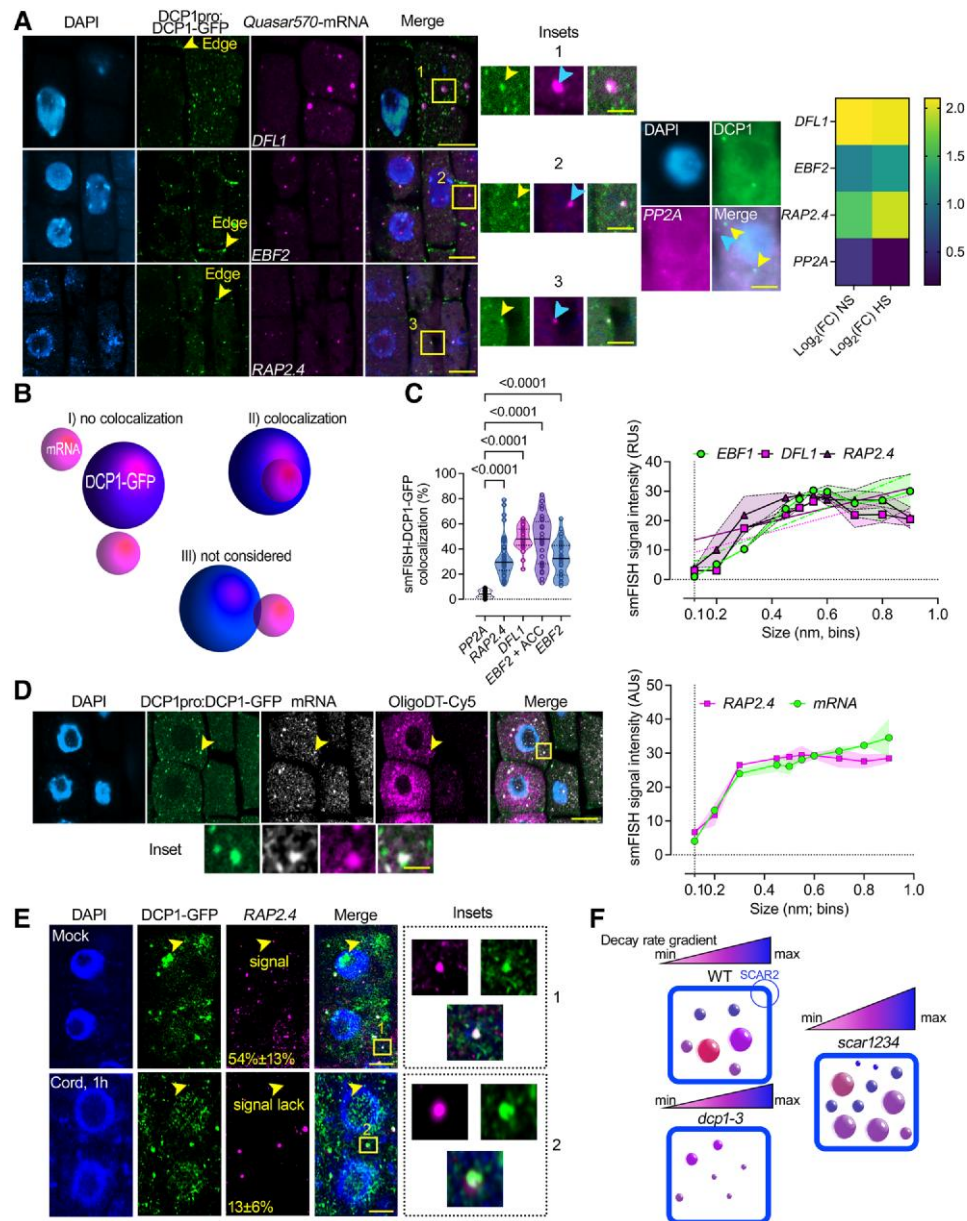 A
DAPI
DCP1pro:
DCP1-GFP
Quasar570-mRNA
Merge
Insets
Edge
1
DFL1
1
2
Edge
EBF2
2
Edge
3
RAP2.4
3
DAPI
DCP1
PP2A
Merge
DFL1
EBF2
RAP2.4
PP2A
2.0
1.5
1.0
0.5
Log2(FC) NS
Log2(FC) HS
B
I) no colocalization
II) colocalization
mRNA
DCP1-GFP
III) not considered
C
<0.0001
<0.0001
<0.0001
<0.0001
smFISH-DCP1-GFP
colocalization (%)
100
80
60
40
20
0
PP2A
RAP2.4
DFL1
EBF2 + ACC
EBF2
EBF1 DFL1 RAP2.4
smFISH signal intensity (RUs)
50
40
30
20
10
0
0.10.2 0.4 0.6 0.8 1.0
Size (nm, bins)
D
DAPI
DCP1pro:DCP1-GFP
mRNA
OligoDT-Cy5
Merge
Inset
RAP2.4 mRNA
smFISH signal intensity (AUs)
50
40
30
20
10
0
0.10.2 0.4 0.6 0.8 1.0
Size (nm; bins)
E
DAPI
DCP1-GFP
RAP2.4
Merge
Insets
Mock
signal
54%±13%
1
1
Cord, 1h
signal lack
13±6%
2
2
F
Decay rate gradient
min
max
WT
SCAR2
min
max
dcp1-3
min
max
scar1234